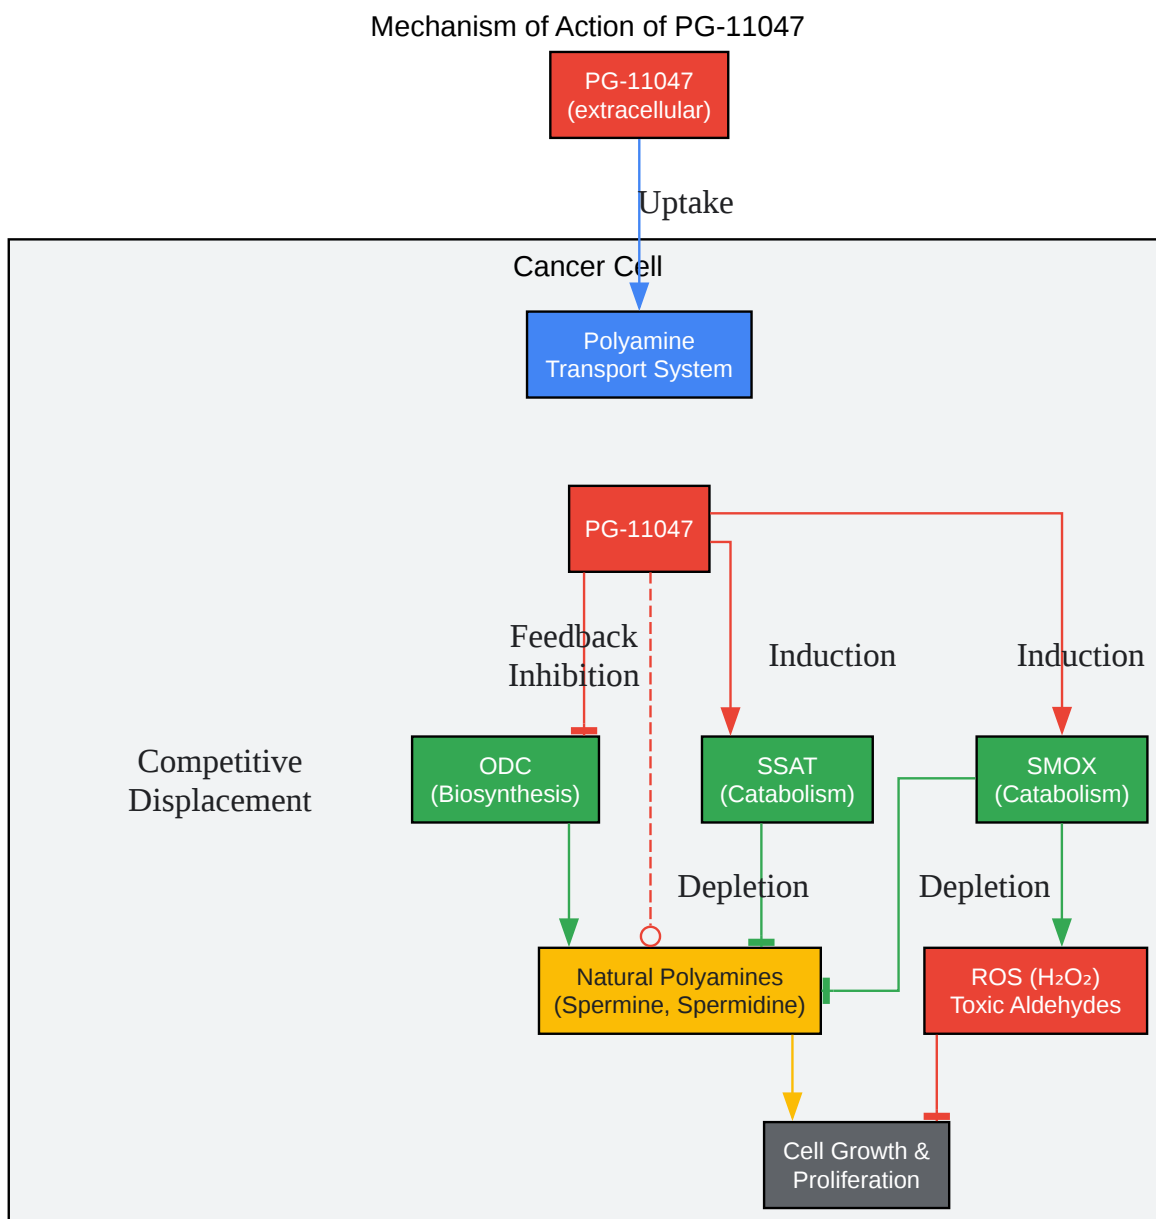 Mechanism of Action of PG-11047
PG-11047
(extracellular)
Uptake
Cancer Cell
Polyamine
Transport System
PG-11047
Feedback
Inhibition
Induction
Induction
Competitive
Displacement
ODC
(Biosynthesis)
SSAT
(Catabolism)
SMOX
(Catabolism)
Depletion
Depletion
Natural Polyamines
(Spermine, Spermidine)
ROS (H₂O₂)
Toxic Aldehydes
Cell Growth &
Proliferation